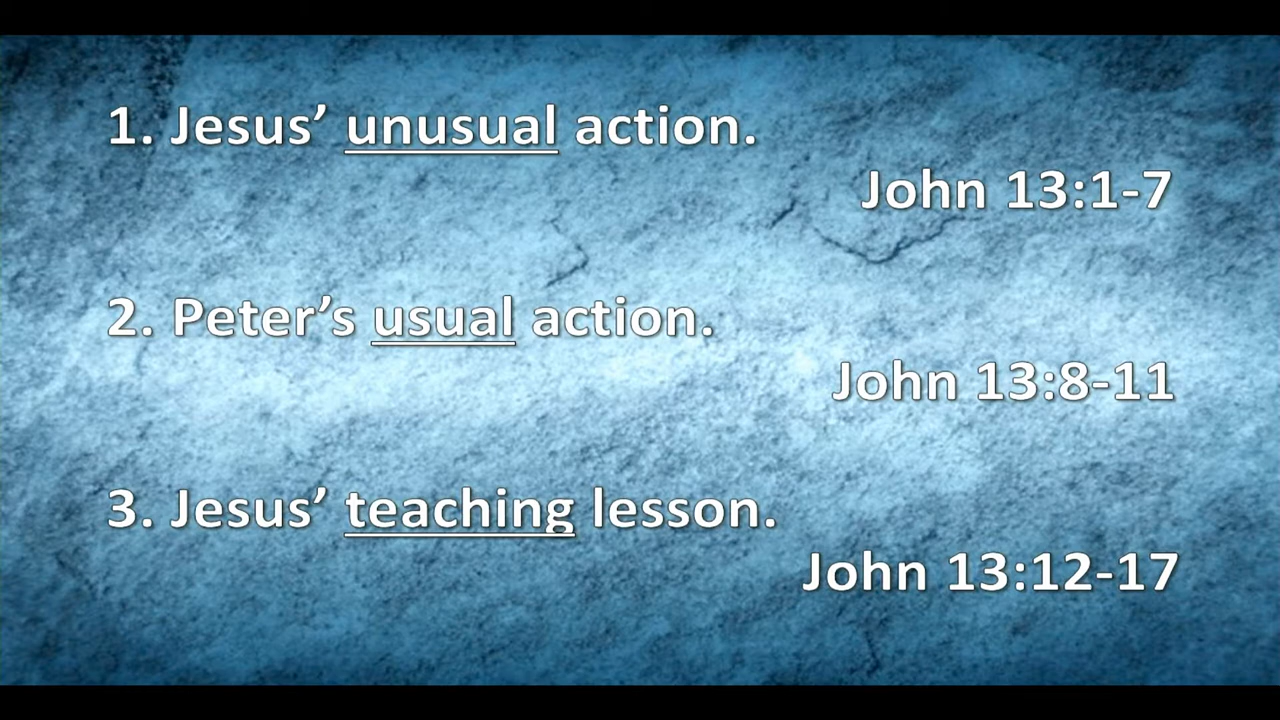 1. Jesus’ unusual action.
John 13:1-7
2. Peter’s usual action.
John 13:8-11
3. Jesus’ teaching lesson.
John 13:12-17